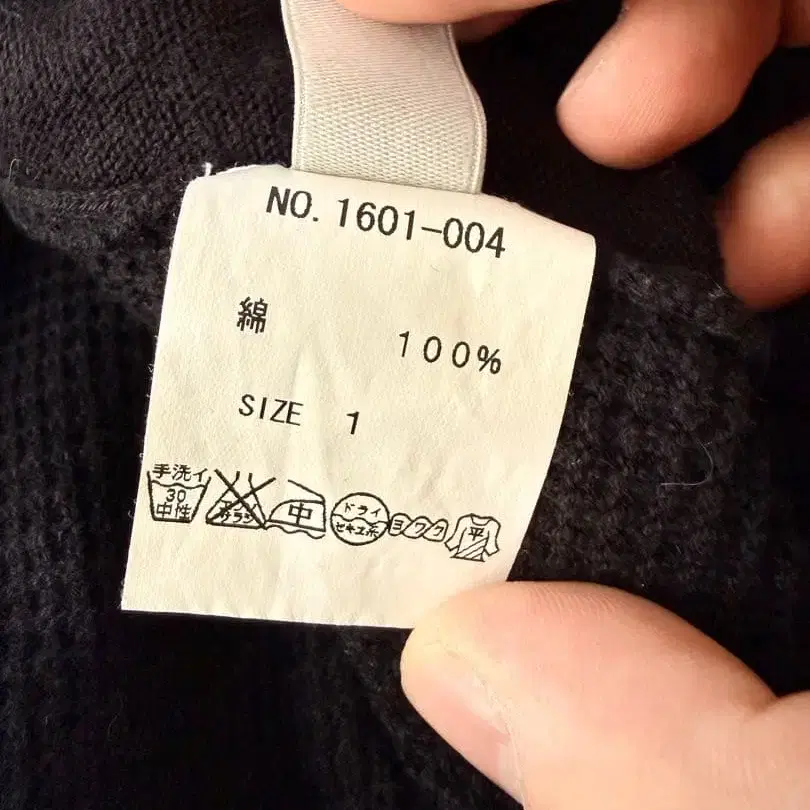 NO. 1601-004
綿
100%
SIZE 1
手洗イ
30
中性
エンソ
サラシ
中
ドライ
セキユ系
ヨワク
平